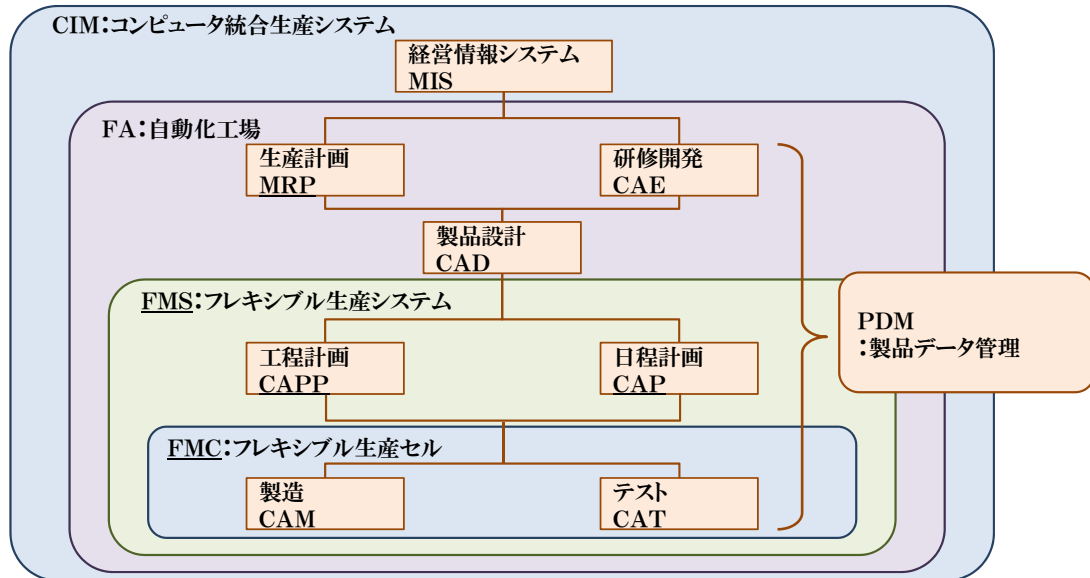 CIM:コンピュータ統合生産システム
経営情報システム
MIS
FA:自動化工場
生産計画
MRP
研修開発
CAE
製品設計
CAD
FMS:フレキシブル生産システム
工程計画
CAPP
日程計画
CAP
PDM
:製品データ管理
FMC:フレキシブル生産セル
製造
CAM
テスト
CAT